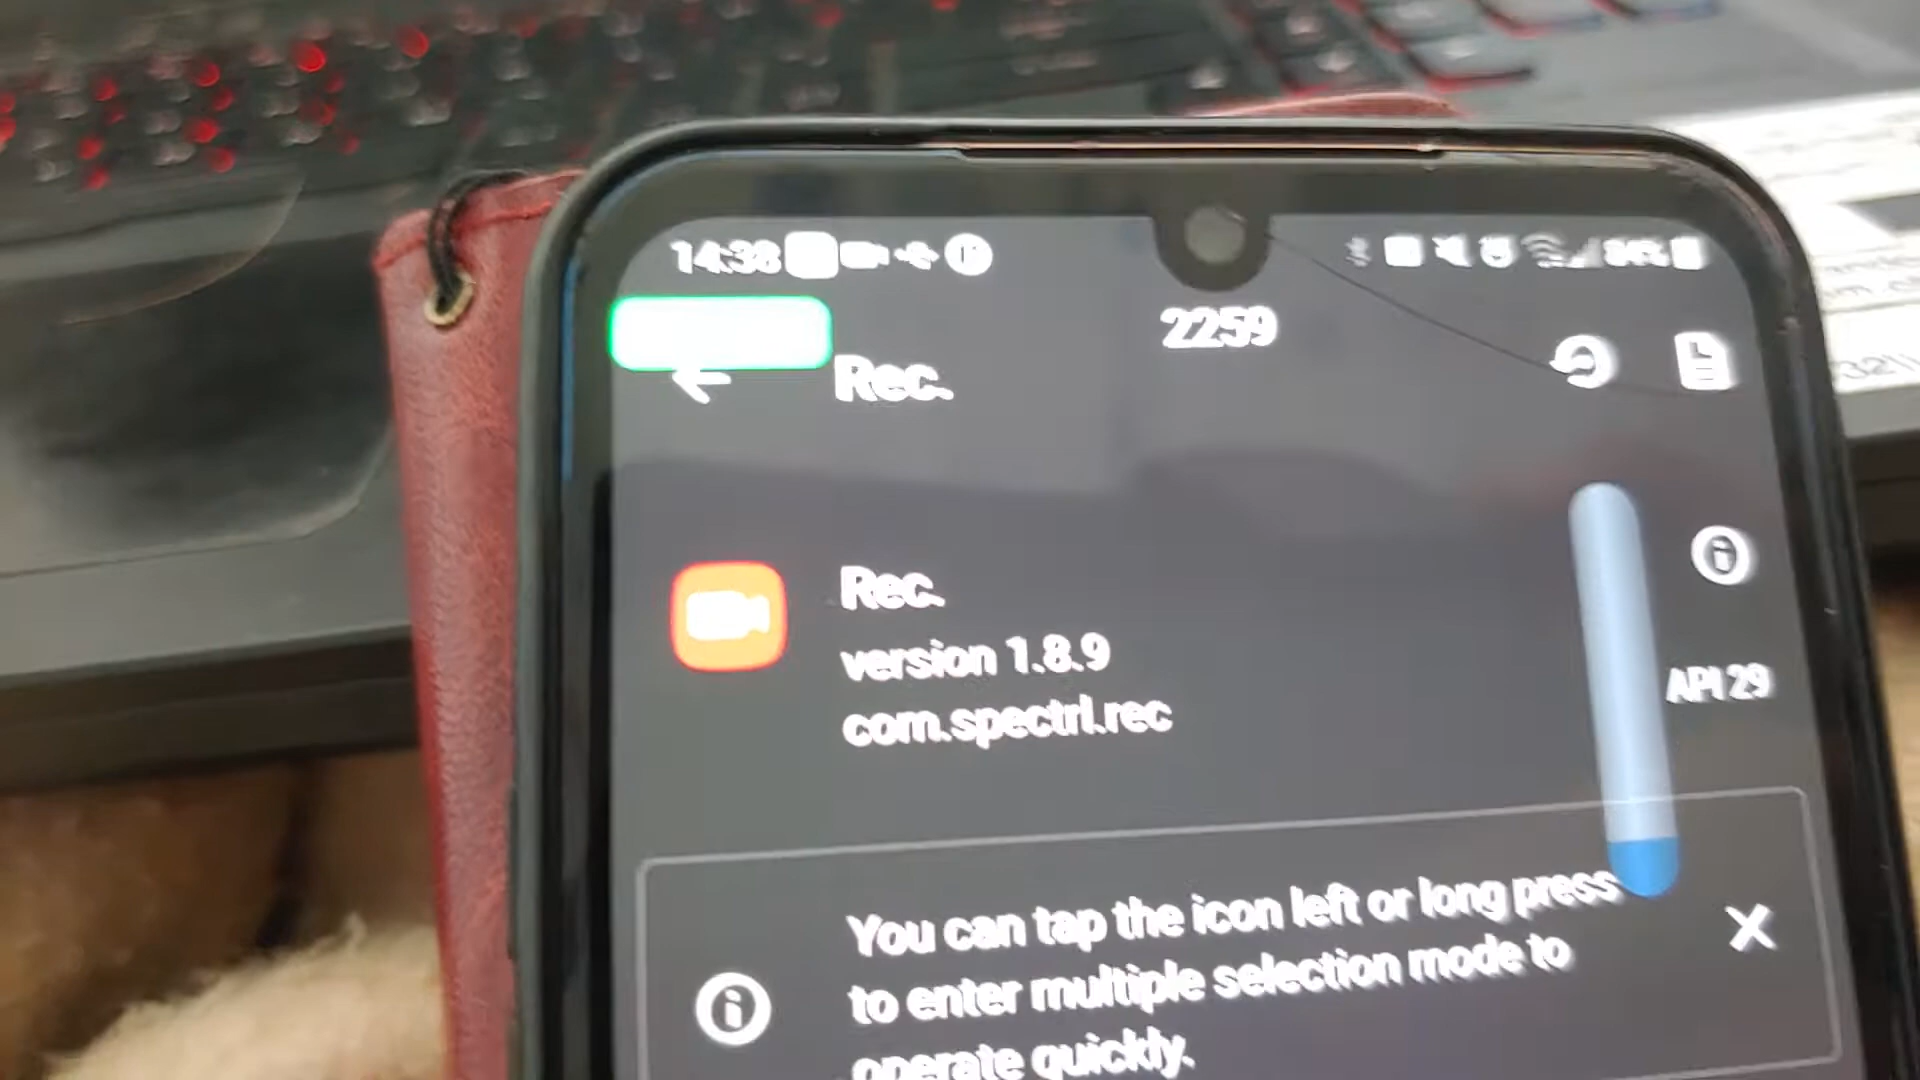 14:38
2259
Rec.
Rec.
version 1.8.9
com.spectrl.rec
API 29
You can tap the icon left or long press
to enter multiple selection mode to
operate quickly.